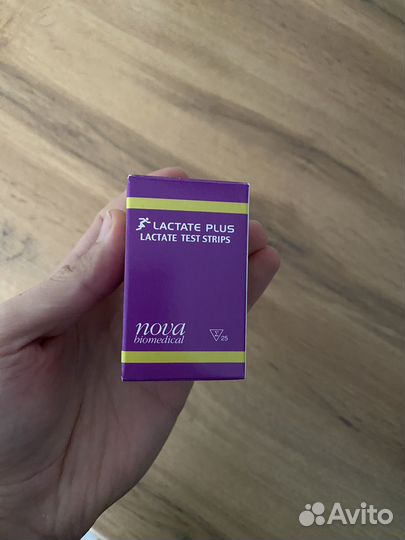 LACTATE PLUS
LACTATE TEST STRIPS
nova
biomedical
Σ 25
Avito